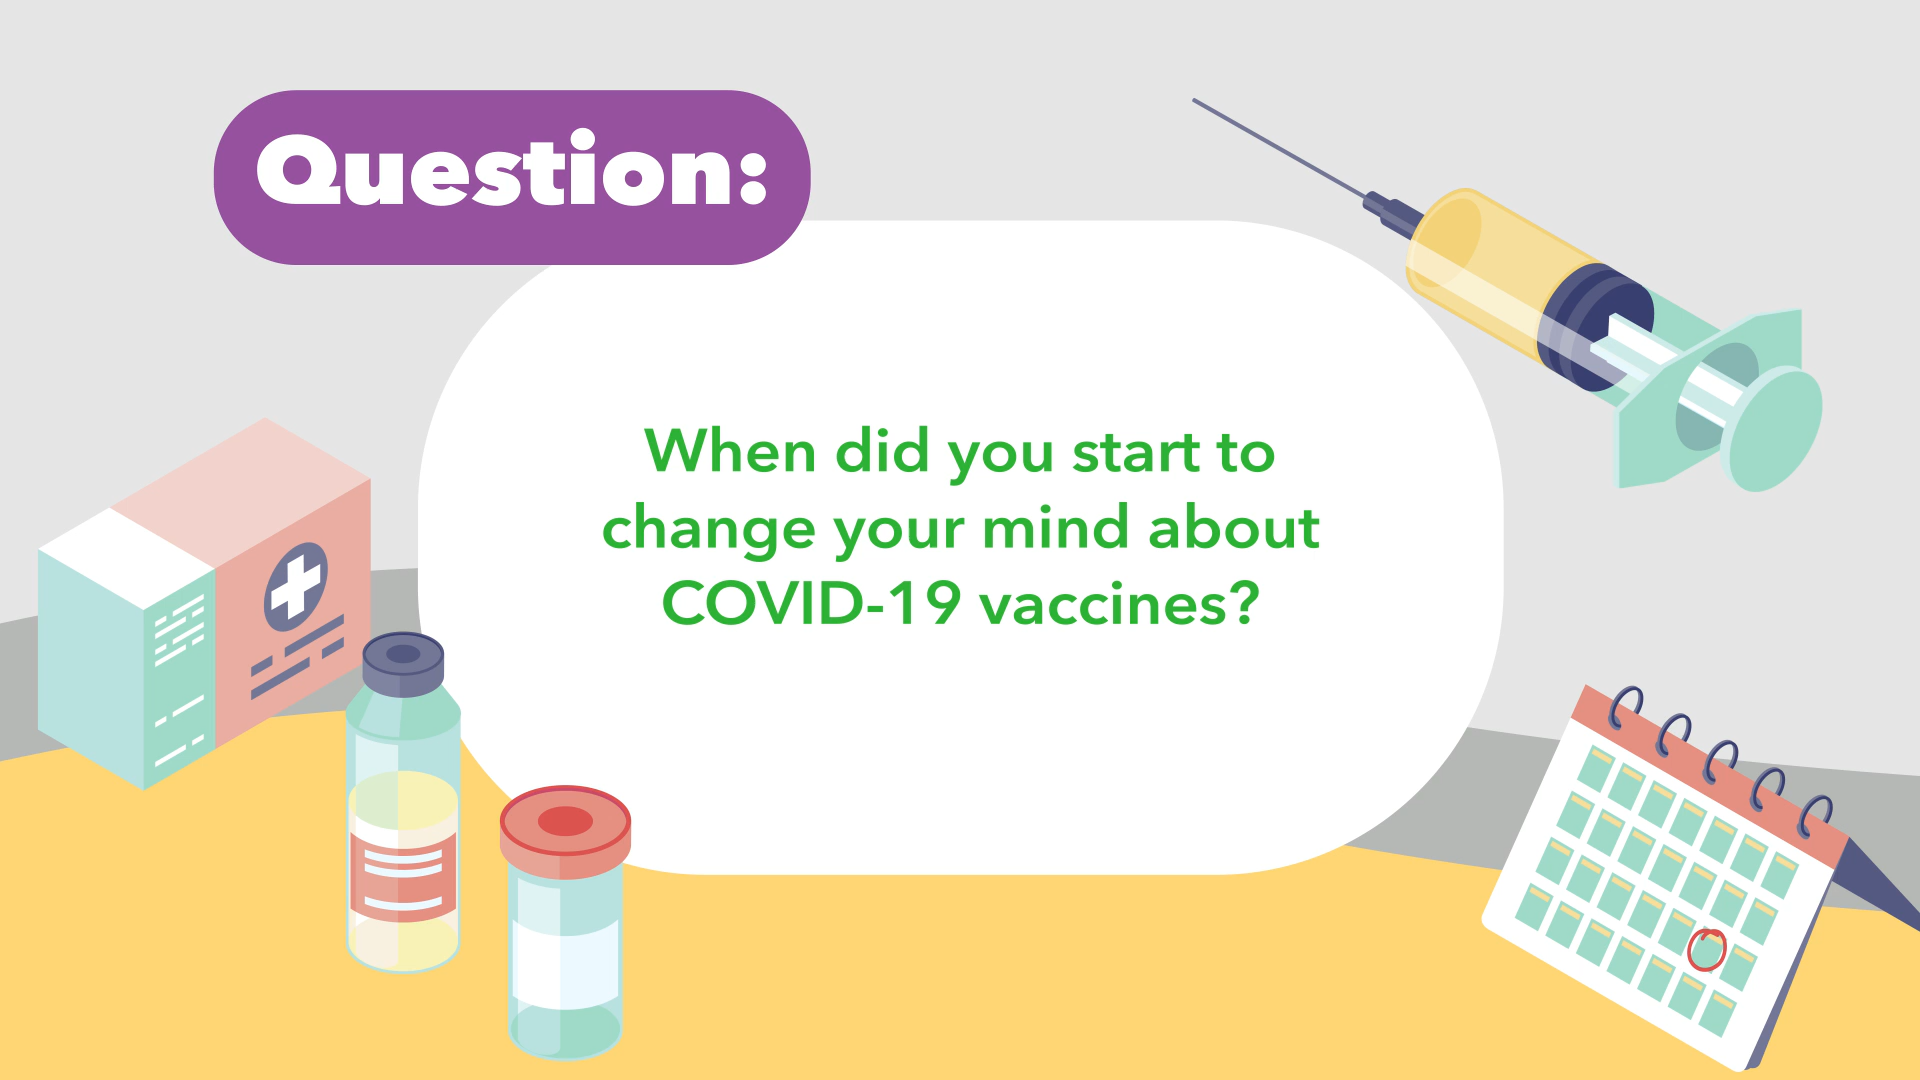 Question:
When did you start to
change your mind about
COVID-19 vaccines?